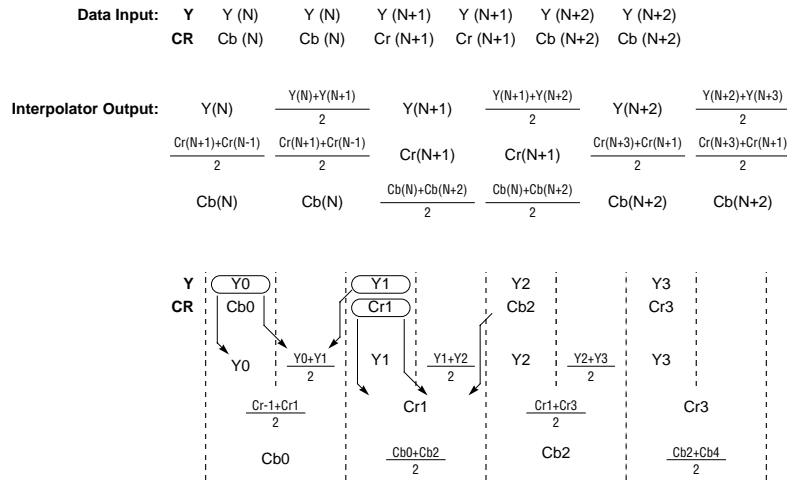 Data Input: Y Y (N) Y (N) Y (N+1) Y (N+1) Y (N+2) Y (N+2)
CR Cb (N) Cb (N) Cr (N+1) Cr (N+1) Cb (N+2) Cb (N+2)
Interpolator Output: Y(N) Y(N)+Y(N+1)/2 Y(N+1) Y(N+1)+Y(N+2)/2 Y(N+2) Y(N+2)+Y(N+3)/2
Cr(N+1)+Cr(N-1)/2 Cr(N+1)+Cr(N-1)/2 Cr(N+1) Cr(N+1) Cr(N+3)+Cr(N+1)/2 Cr(N+3)+Cr(N+1)/2
Cb(N) Cb(N) Cb(N)+Cb(N+2)/2 Cb(N)+Cb(N+2)/2 Cb(N+2) Cb(N+2)
Y Y0 Y1 Y2 Y3
CR Cb0 Cr1 Cb2 Cr3
Y0 Y0+Y1/2 Y1 Y1+Y2/2 Y2 Y2+Y3/2 Y3
Cr-1+Cr1/2 Cr1 Cr1+Cr3/2 Cr3
Cb0 Cb0+Cb2/2 Cb2 Cb2+Cb4/2